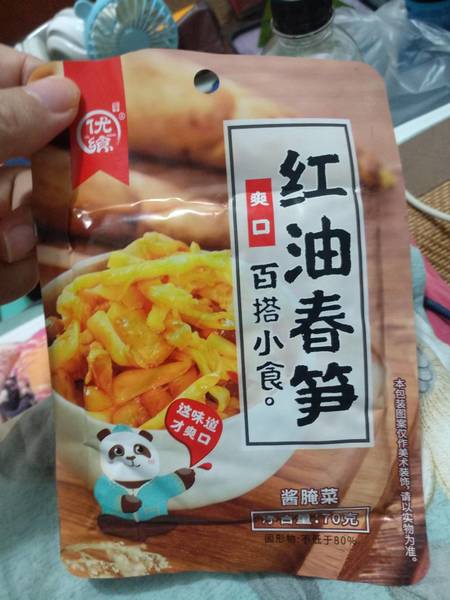 优
红油春笋
爽口
百搭小食。
这味道
才爽口
酱腌菜
净含量:70克
固形物:不低于80%
本包装图案仅作美术装饰,请以实物为准。